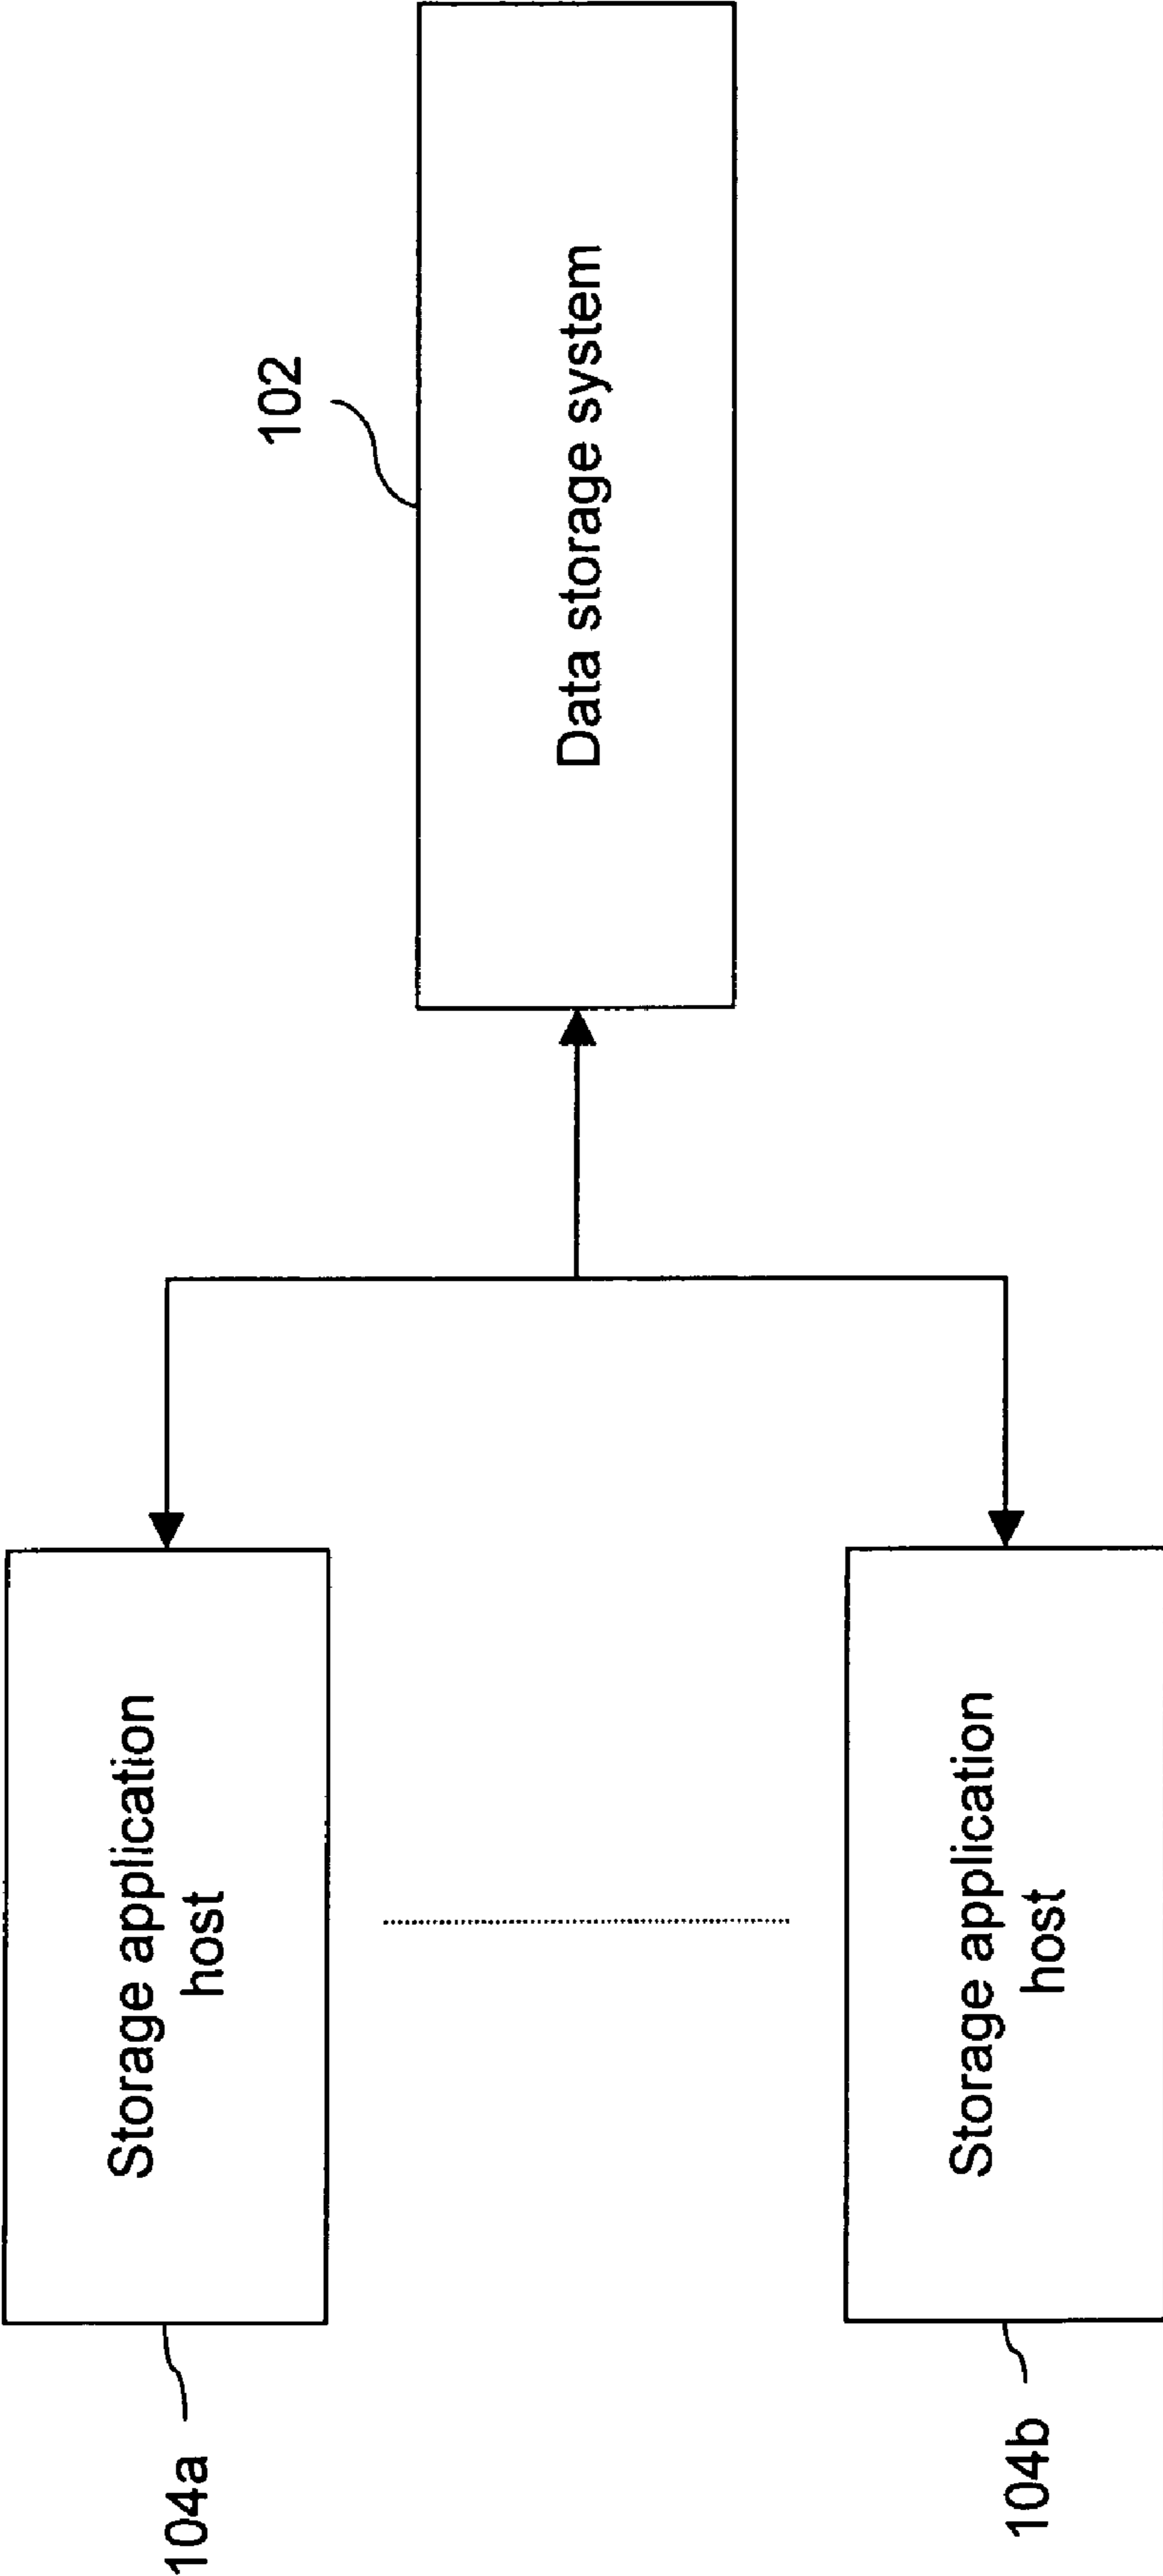 104a
Storage application
host
102
Data storage system
104b
Storage application
host